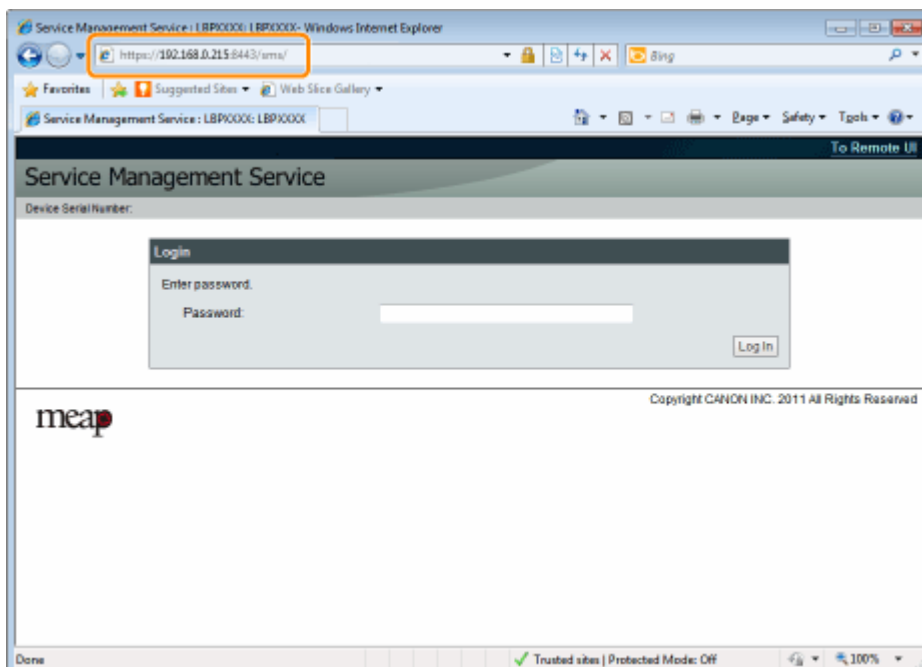 Service Management Service : LBPXXXX: LBPXXXX - Windows Internet Explorer
https://192.168.0.215:8443/sms/
Bing
Favorites Suggested Sites Web Slice Gallery
Service Management Service : LBPXXXX: LBPXXXX
Page Safety Tools
To Remote UI
Service Management Service
Device Serial Number:
Login
Enter password.
Password:
Log In
Copyright CANON INC. 2011 All Rights Reserved
meap
Done
Trusted sites | Protected Mode: Off
100%